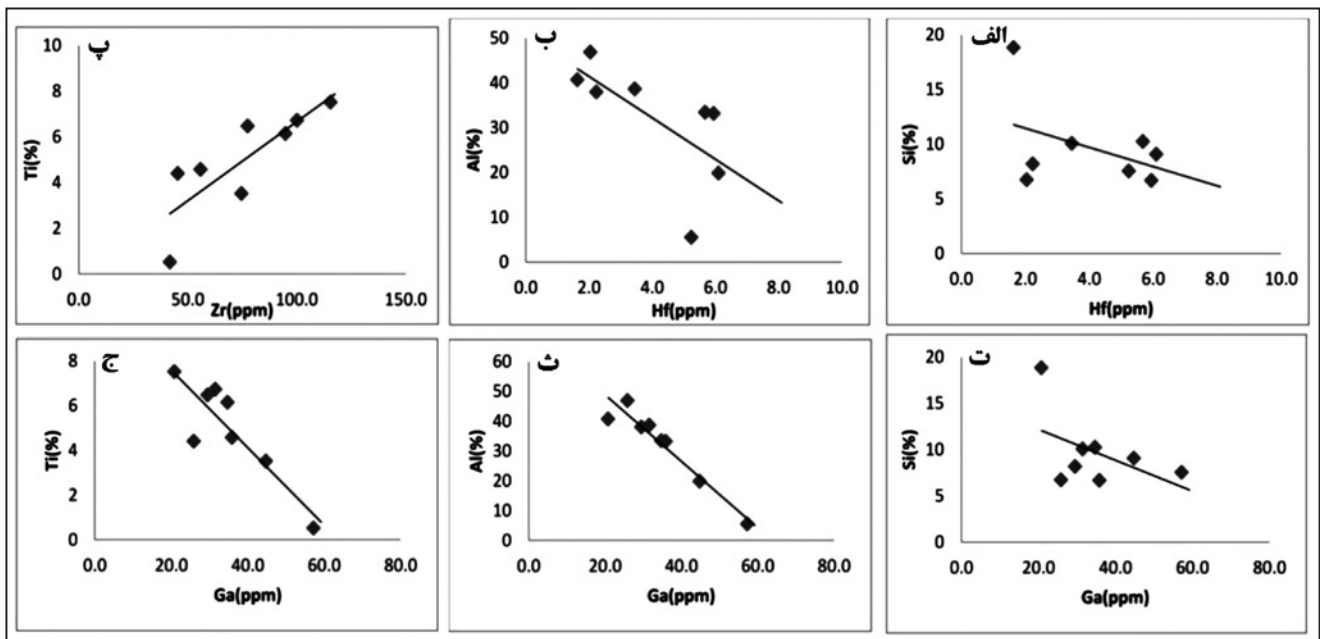 الف
20
15
10
5
0
Si(%)
0.0 2.0 4.0 6.0 8.0 10.0
Hf(ppm)
ب
50
40
30
20
10
0
Al(%)
0.0 2.0 4.0 6.0 8.0
Hf(ppm)
پ
10
8
6
4
2
0
Ti(%)
0.0 50.0 100.0 150.0
Zr(ppm)
ت
20
15
10
5
0
Si(%)
0.0 20.0 40.0 60.0 80.0
Ga(ppm)
ث
60
50
40
30
20
10
0
Al(%)
0.0 20.0 40.0 60.0 80.0
Ga(ppm)
ج
8
6
4
2
0
Ti(%)
0.0 20.0 40.0 60.0 80.0
Ga(ppm)